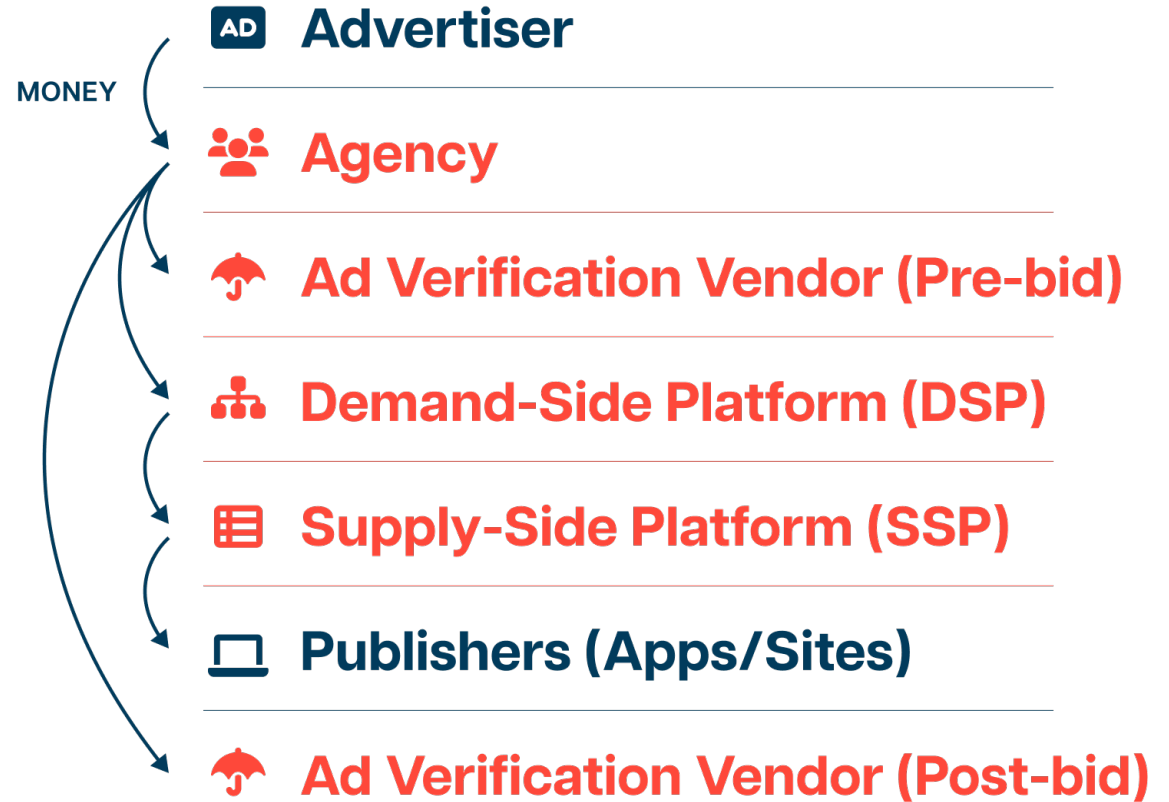 AD Advertiser
MONEY
Agency
Ad Verification Vendor (Pre-bid)
Demand-Side Platform (DSP)
Supply-Side Platform (SSP)
Publishers (Apps/Sites)
Ad Verification Vendor (Post-bid)